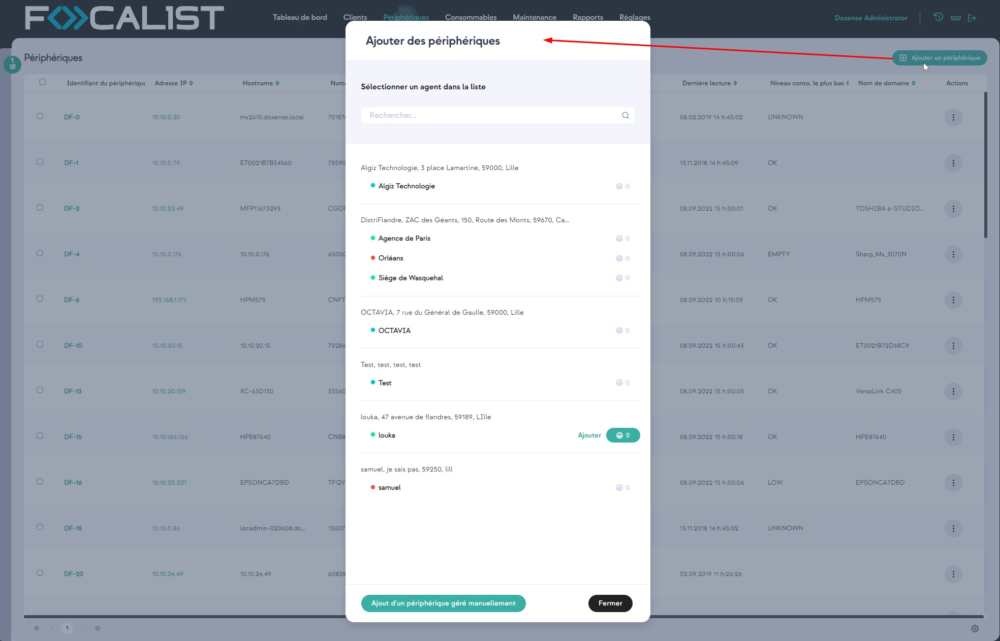 FOCALIST
Tableau de bord
Clients
Périphériques
Consommables
Maintenance
Rapports
Réglages
Doxense Administrator
1
Périphériques
Ajouter un périphérique
Identifiant du périphérique
Adresse IP
Hostname
Dernière lecture
Niveau conso. le plus bas
Nom de domaine
Actions
DF-0
10.10.0.30
mx2610.doxense.local
08.02.2019 14 h:45:02
UNKNOWN
DF-1
10.10.0.79
ET0021B7B34560
13.11.2018 14 h:45:09
OK
DF-2
10.10.22.49
MFP11673293
08.09.2022 15 h:00:01
OK
TOSHIBA e-STUDIO...
DF-4
10.10.0.176
10.10.0.176
08.09.2022 15 h:00:06
EMPTY
Sharp_Mx_3070N
DF-6
192.168.1.171
HPM575
CNFT
08.09.2022 10 h:15:09
OK
HPM575
DF-10
10.10.20.15
10.10.20.15
75286
08.09.2022 15 h:00:43
OK
ET0021B72D68C9
DF-13
10.10.20.159
XC-63D130
33560
08.09.2022 15 h:00:05
OK
VersaLink C405
DF-15
10.10.166.166
HPE87640
CNB8
08.09.2022 15 h:00:18
OK
HPE87640
DF-16
10.10.20.221
EPSONCA7DBD
TFQY
08.09.2022 15 h:00:06
LOW
EPSONCA7DBD
DF-18
10.10.0.86
locadmin-020608.do...
15007
13.11.2018 14 h:45:02
UNKNOWN
DF-20
10.10.24.49
10.10.24.49
60828
02.09.2019 11 h:26:26
1
Ajouter des périphériques
Sélectionner un agent dans la liste
Rechercher...
Algiz Technologie, 3 place Lamartine, 59000, Lille
Algiz Technologie
0
DistriFlandre, ZAC des Géants, 150, Route des Monts, 59670, Ca...
Agence de Paris
0
Orléans
0
Siège de Wasquehal
0
OCTAVIA, 7 rue du Général de Gaulle, 59000, Lille
OCTAVIA
0
Test, test, test, test
Test
0
louka, 47 avenue de flandres, 59189, LIlle
louka
Ajouter
2
samuel, je sais pas, 59250, lill
samuel
0
Ajout d'un périphérique géré manuellement
Fermer